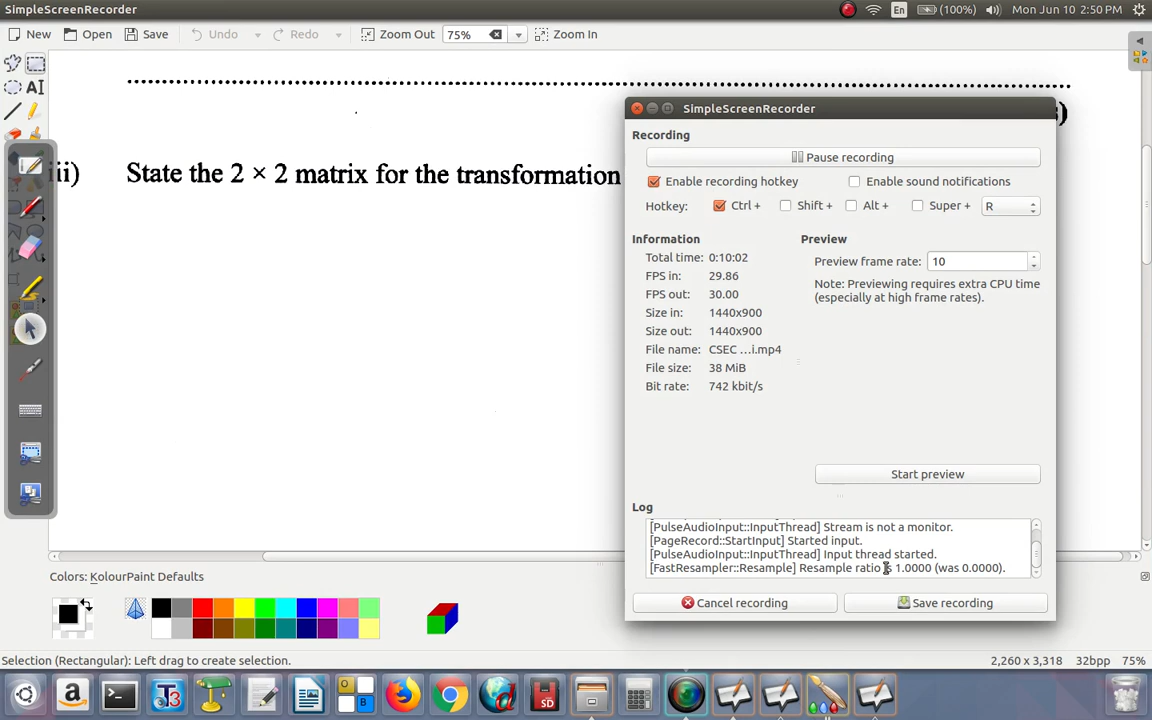 SimpleScreenRecorder
En
(100%)
Mon Jun 10 2:50 PM
New
Open
Save
Undo
Redo
Zoom Out
75%
Zoom In
iii) State the 2 × 2 matrix for the transformation
SimpleScreenRecorder
Recording
Pause recording
Enable recording hotkey
Enable sound notifications
Hotkey:
Ctrl +
Shift +
Alt +
Super +
R
Information
Total time: 0:10:02
FPS in: 29.86
FPS out: 30.00
Size in: 1440x900
Size out: 1440x900
File name: CSEC ...i.mp4
File size: 38 MiB
Bit rate: 742 kbit/s
Preview
Preview frame rate: 10
Note: Previewing requires extra CPU time
(especially at high frame rates).
Start preview
Log
[PulseAudioInput::InputThread] Stream is not a monitor.
[PageRecord::StartInput] Started input.
[PulseAudioInput::InputThread] Input thread started.
[FastResampler::Resample] Resample ratio is 1.0000 (was 0.0000).
Cancel recording
Save recording
Colors: KolourPaint Defaults
Selection (Rectangular): Left drag to create selection.
2,260 x 3,318
32bpp
75%